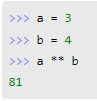 >>> a = 3
>>> b = 4
>>> a ** b
81